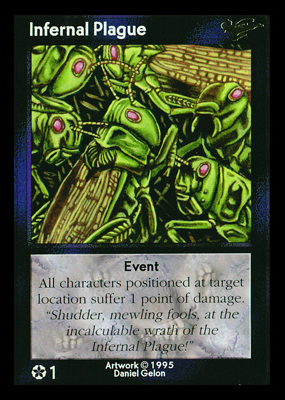 Infernal Plague
Event
All characters positioned at target
location suffer 1 point of damage.
"Shudder, mewling fools, at the
incalculable wrath of the
Infernal Plague!"
Artwork © 1995
Daniel Gelon
1